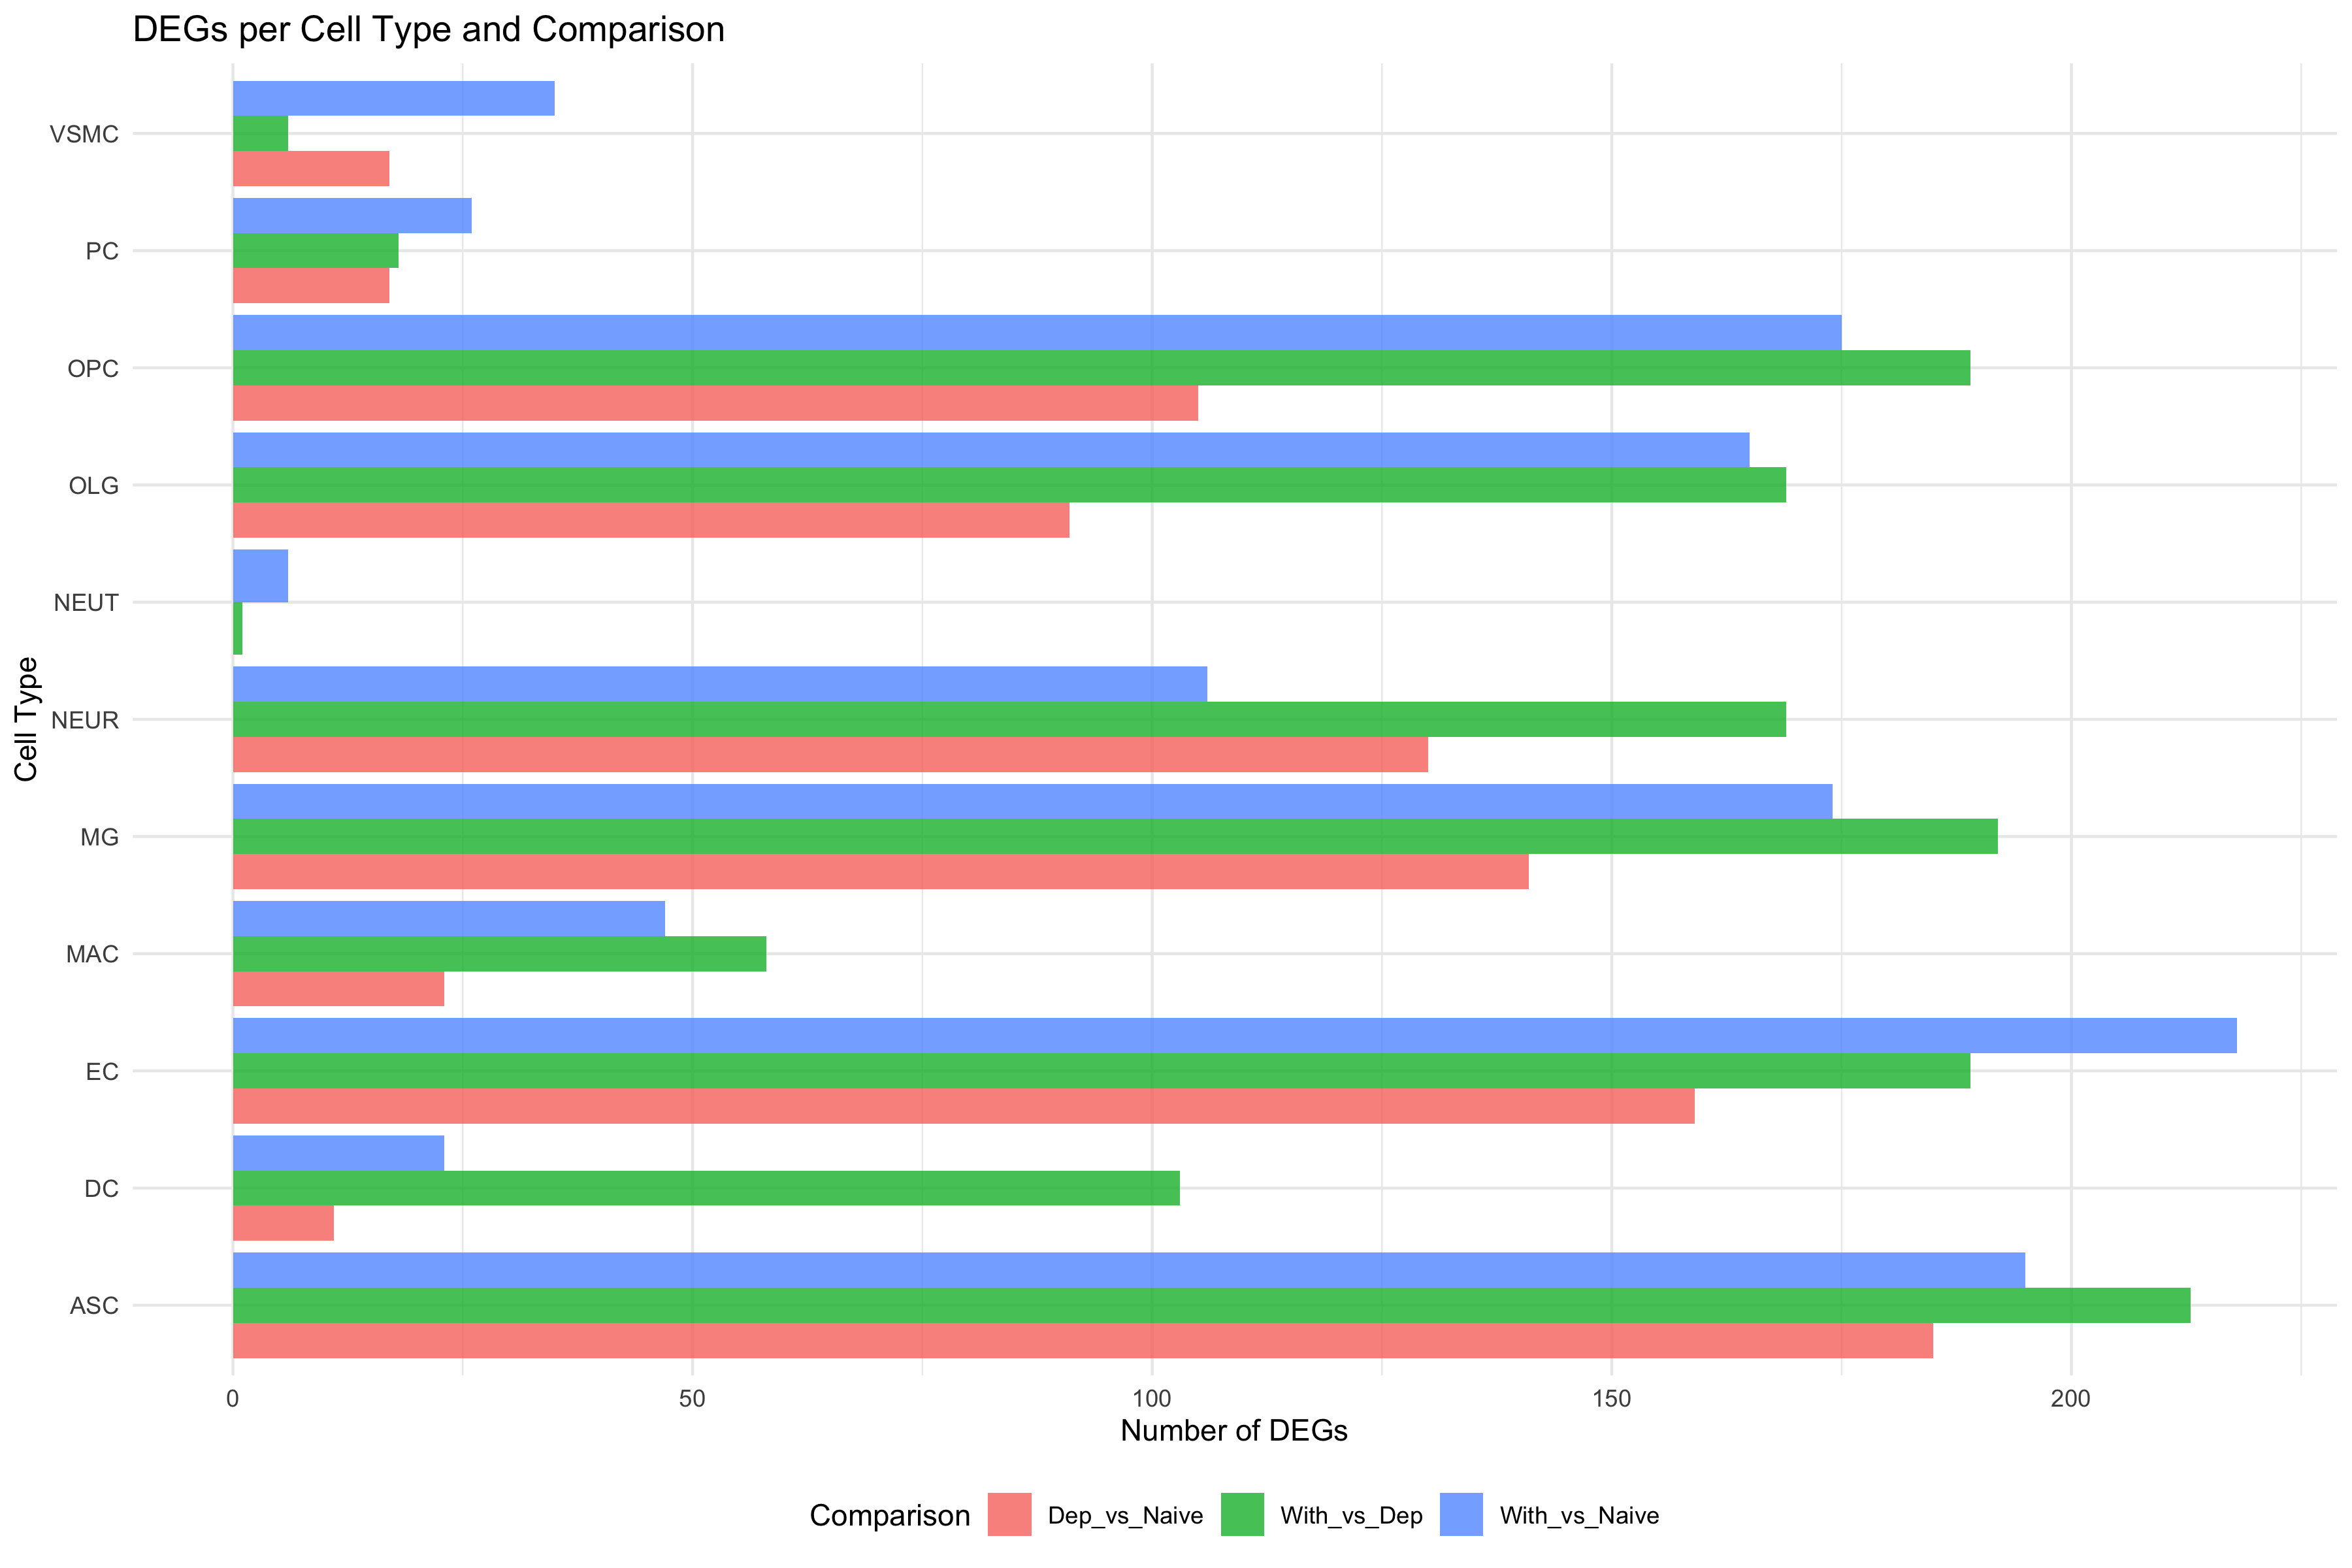 DEGs per Cell Type and Comparison
Cell Type
VSMC
PC
OPC
OLG
NEUT
NEUR
MG
MAC
EC
DC
ASC
0 50 100 150 200
Number of DEGs
Comparison Dep_vs_Naive With_vs_Dep With_vs_Naive